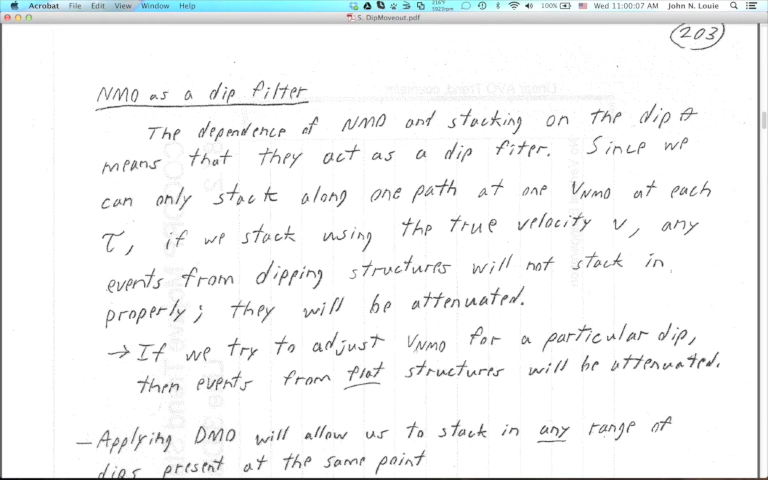 Acrobat File Edit View Window Help 216°F 1923rpm 100% Wed 11:00:07 AM John N. Louie
5. DipMoveout.pdf
203
NMO as a dip filter
The dependence of NMO and stacking on the dip θ
means that they act as a dip fiter. Since we
can only stack along one path at one VNMO at each
τ, if we stack using the true velocity v, any
events from dipping structures will not stack in
properly; they will be attenuated.
→ If we try to adjust VNMO for a particular dip,
then events from flat structures will be attenuated.
- Applying DMO will allow us to stack in any range of
dips present at the same point